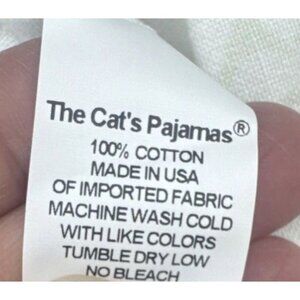 The Cat's Pajamas®
100% COTTON
MADE IN USA
OF IMPORTED FABRIC
MACHINE WASH COLD
WITH LIKE COLORS
TUMBLE DRY LOW
NO BLEACH